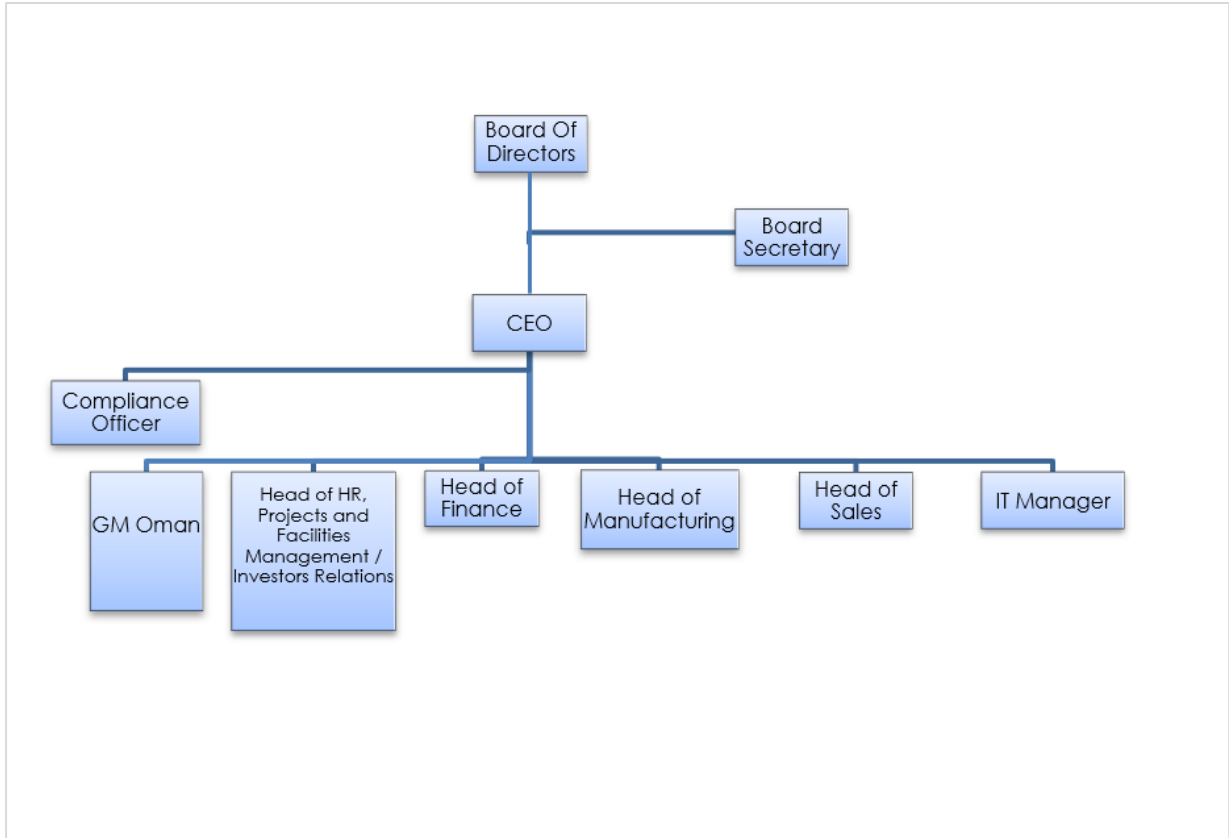 Board Of
Directors
Board
Secretary
CEO
Compliance
Officer
GM Oman
Head of HR,
Projects and
Facilities
Management /
Investors Relations
Head of
Finance
Head of
Manufacturing
Head of
Sales
IT Manager